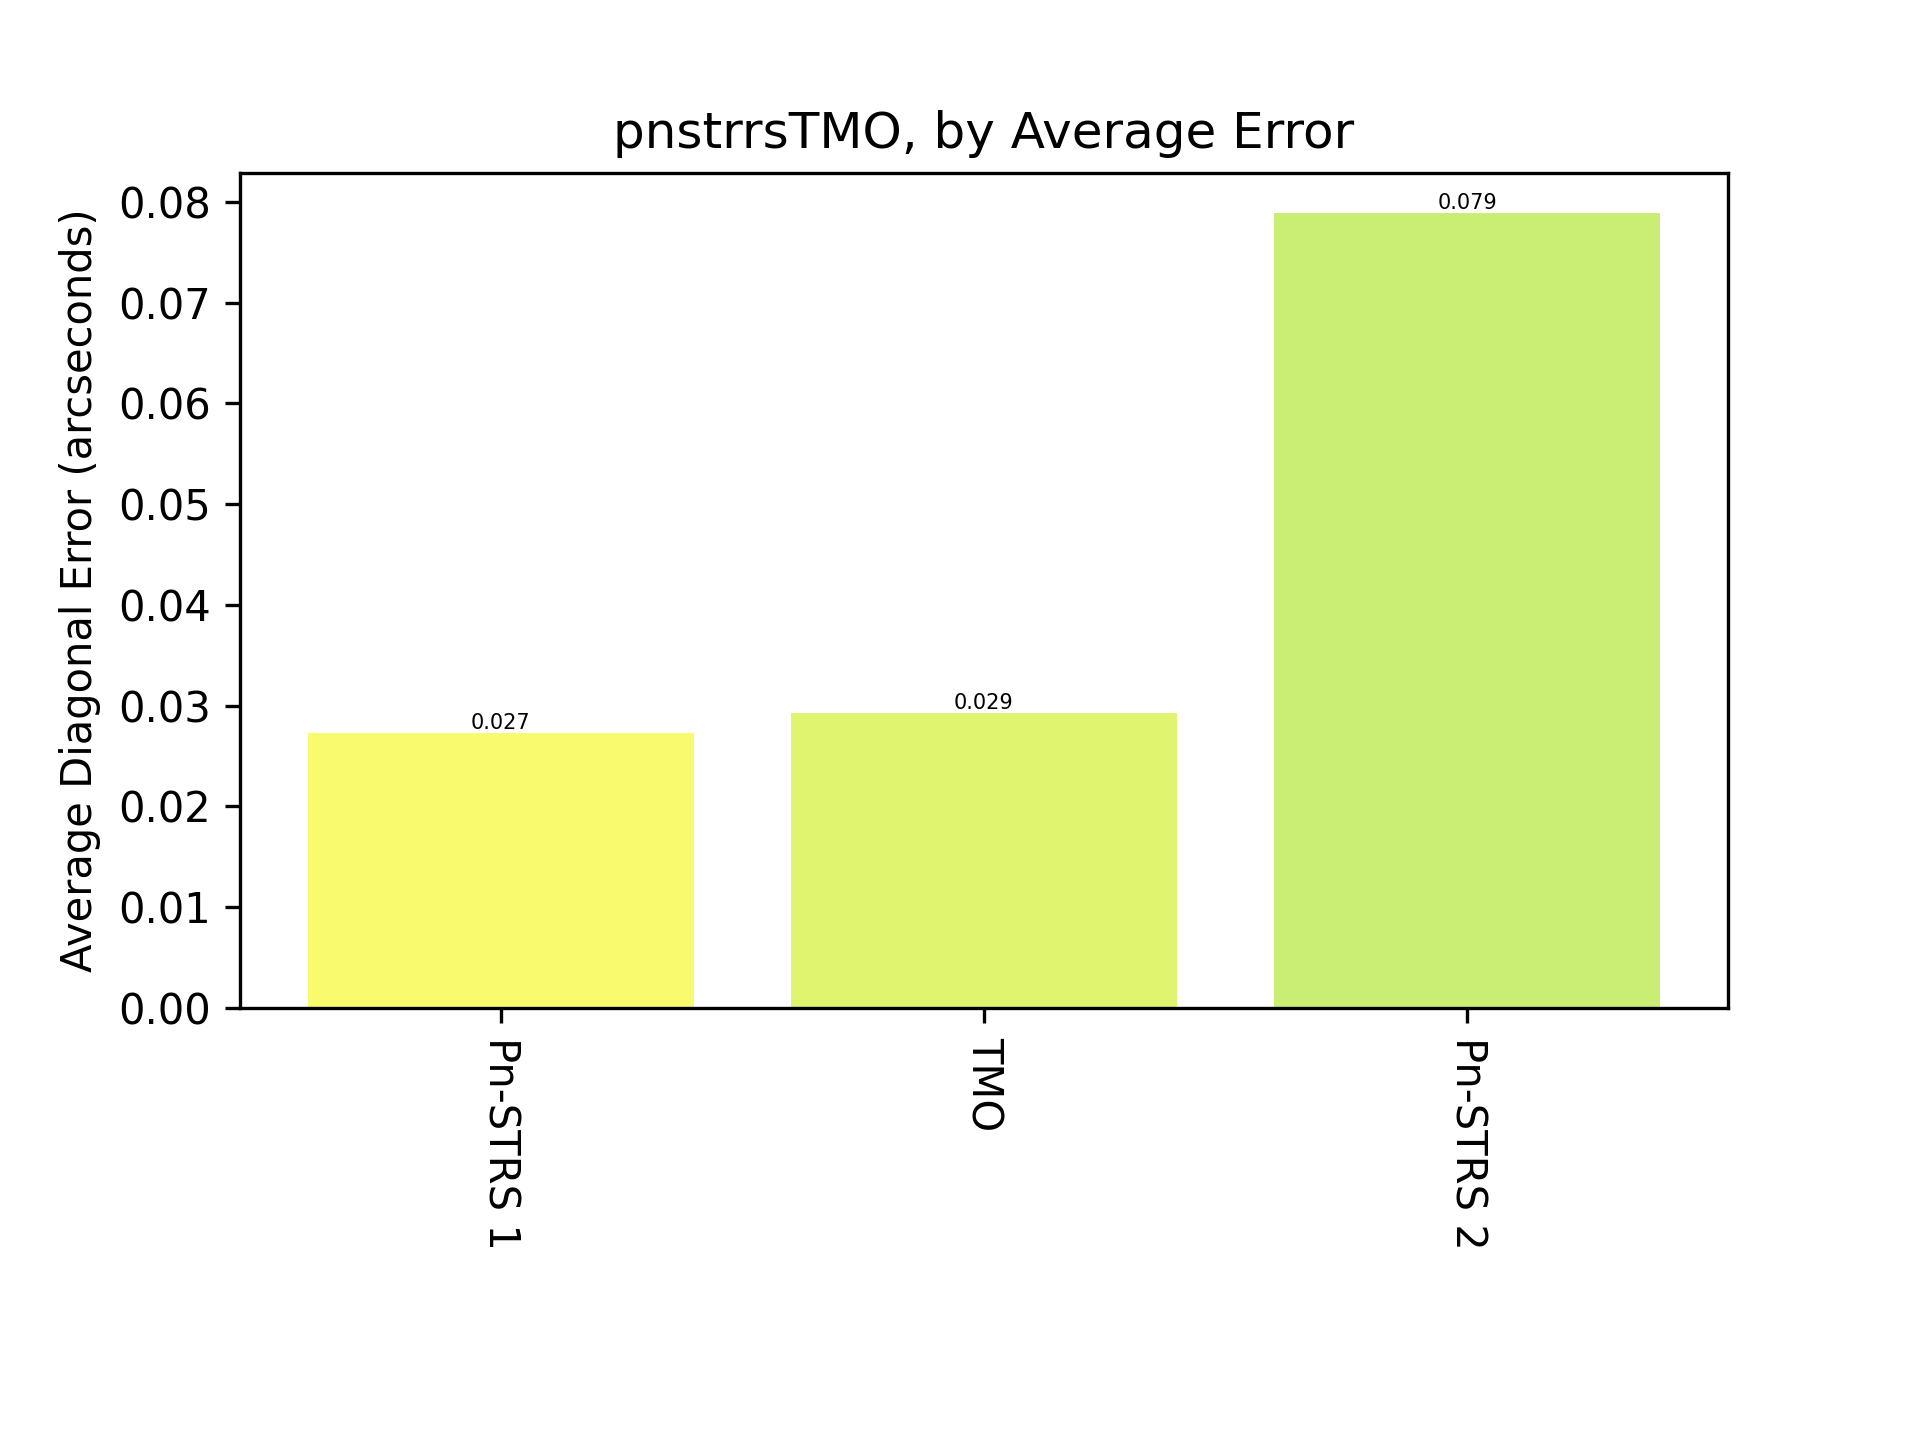 pnstrrsTMO, by Average Error
Average Diagonal Error (arcseconds)
0.08
0.07
0.06
0.05
0.04
0.03
0.02
0.01
0.00
0.027
0.029
0.079
Pn-STRS 1
TMO
Pn-STRS 2